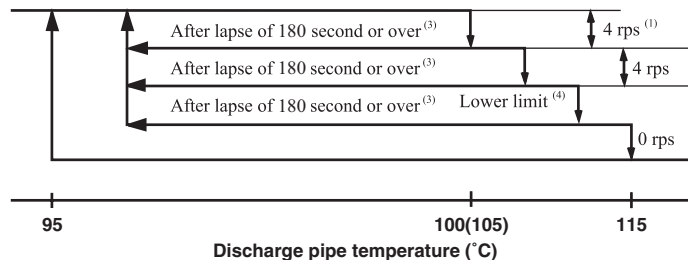 After lapse of 180 second or over (3)
4 rps (1)
After lapse of 180 second or over (3)
4 rps
After lapse of 180 second or over (3)
Lower limit (4)
0 rps
95
100(105)
115
Discharge pipe temperature (˚C)